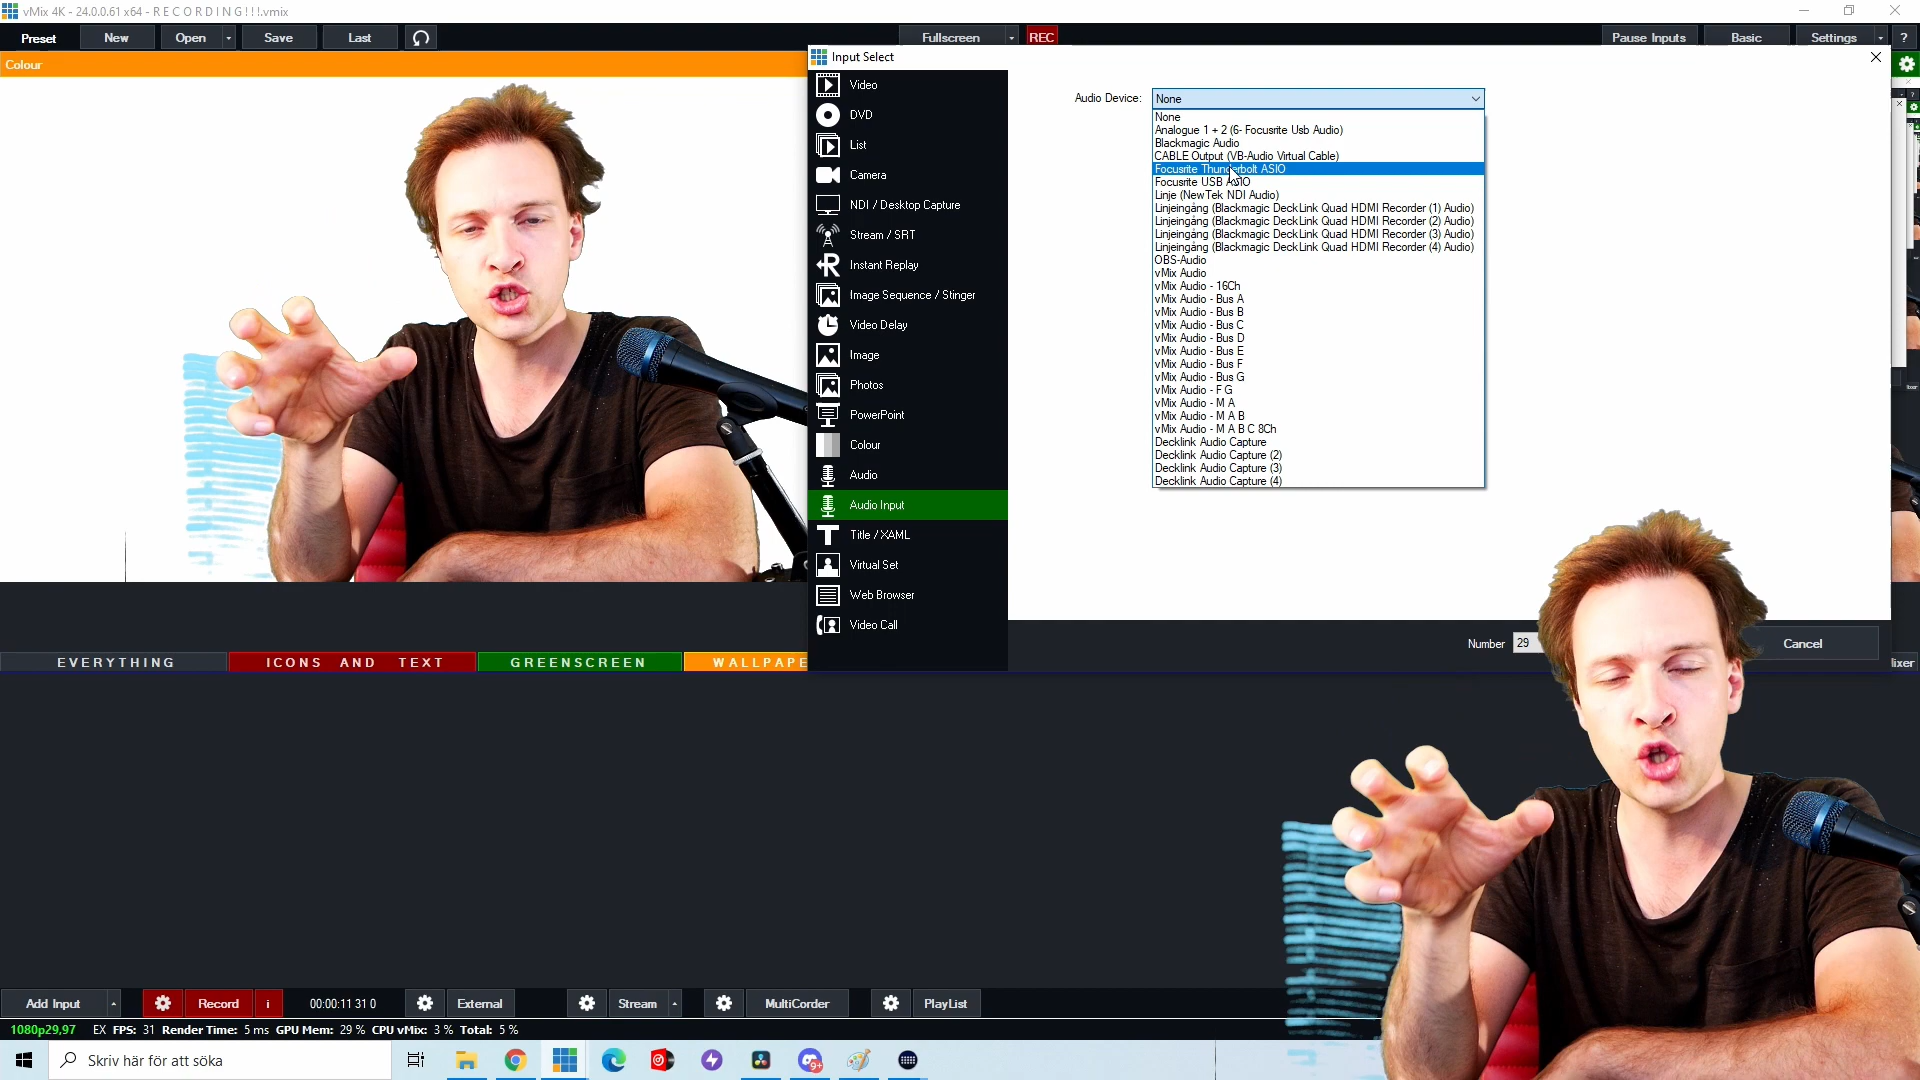 vMix 4K - 24.0.0.61 x64 - R E C O R D I N G ! ! !.vmix
Preset
New
Open
Save
Last
Fullscreen
REC
Pause Inputs
Basic
Settings
?
Colour
Input Select
Video
DVD
List
Camera
NDI / Desktop Capture
Stream / SRT
Instant Replay
Image Sequence / Stinger
Video Delay
Image
Photos
PowerPoint
Colour
Audio
Audio Input
Title / XAML
Virtual Set
Web Browser
Video Call
Audio Device:
None
None
Analogue 1 + 2 (6- Focusrite Usb Audio)
Blackmagic Audio
CABLE Output (VB-Audio Virtual Cable)
Focusrite Thunderbolt ASIO
Focusrite USB ASIO
Linje (NewTek NDI Audio)
Linjeingång (Blackmagic DeckLink Quad HDMI Recorder (1) Audio)
Linjeingång (Blackmagic DeckLink Quad HDMI Recorder (2) Audio)
Linjeingång (Blackmagic DeckLink Quad HDMI Recorder (3) Audio)
Linjeingång (Blackmagic DeckLink Quad HDMI Recorder (4) Audio)
OBS-Audio
vMix Audio
vMix Audio - 16Ch
vMix Audio - Bus A
vMix Audio - Bus B
vMix Audio - Bus C
vMix Audio - Bus D
vMix Audio - Bus E
vMix Audio - Bus F
vMix Audio - Bus G
vMix Audio - F G
vMix Audio - M A
vMix Audio - M A B
vMix Audio - M A B C 8Ch
Decklink Audio Capture
Decklink Audio Capture (2)
Decklink Audio Capture (3)
Decklink Audio Capture (4)
Number 29
Cancel
EVERYTHING
ICONS AND TEXT
GREENSCREEN
WALLPAPE
ixer
Add Input
Record
i
00:00:11 31 0
External
Stream
MultiCorder
PlayList
1080p29,97 EX FPS: 31 Render Time: 5 ms GPU Mem: 29 % CPU vMix: 3 % Total: 5 %
Skriv här för att söka
9+